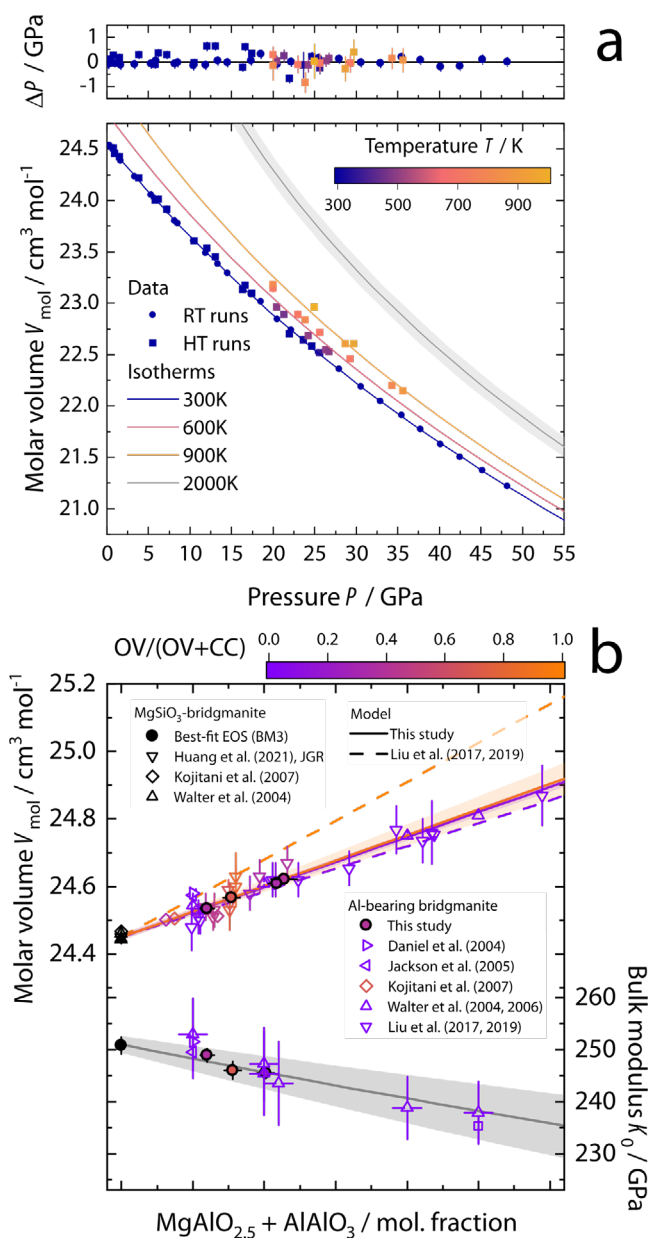 a
ΔP / GPa
1
0
-1
Temperature T / K
300 500 700 900
Molar volume Vmol / cm³ mol⁻¹
24.5
24.0
23.5
23.0
22.5
22.0
21.5
21.0
Data
RT runs
HT runs
Isotherms
300K
600K
900K
2000K
0 5 10 15 20 25 30 35 40 45 50 55
Pressure P / GPa
OV/(OV+CC)
0.0 0.2 0.4 0.6 0.8 1.0
b
Molar volume Vmol / cm³ mol⁻¹
25.2
25.0
24.8
24.6
24.4
MgSiO₃-bridgmanite
Best-fit EOS (BM3)
Huang et al. (2021), JGR
Kojitani et al. (2007)
Walter et al. (2004)
Model
This study
Liu et al. (2017, 2019)
Al-bearing bridgmanite
This study
Daniel et al. (2004)
Jackson et al. (2005)
Kojitani et al. (2007)
Walter et al. (2004, 2006)
Liu et al. (2017, 2019)
260
250
240
230
Bulk modulus K₀ / GPa
MgAlO₂.₅ + AlAlO₃ / mol. fraction